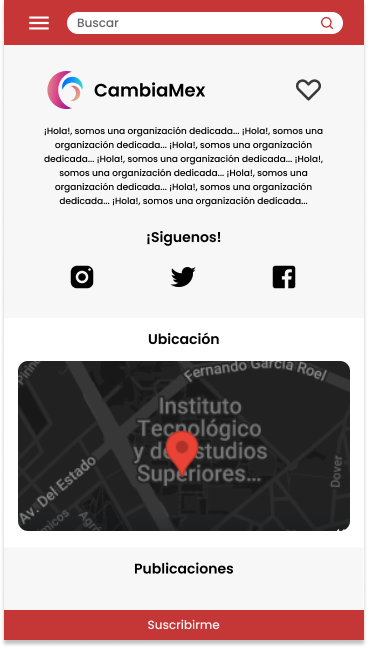 Buscar
CambiaMex
¡Hola!, somos una organización dedicada... ¡Hola!, somos una
organización dedicada... ¡Hola!, somos una organización
dedicada... ¡Hola!, somos una organización dedicada... ¡Hola!,
somos una organización dedicada... ¡Hola!, somos una
organización dedicada... ¡Hola!, somos una organización
dedicada... ¡Hola!, somos una organización dedicada...
¡Siguenos!
Ubicación
Fernando García Roel
Instituto
Tecnológico
y de Estudios
Superiores...
Av. Del Estado
Dover
Publicaciones
Suscribirme